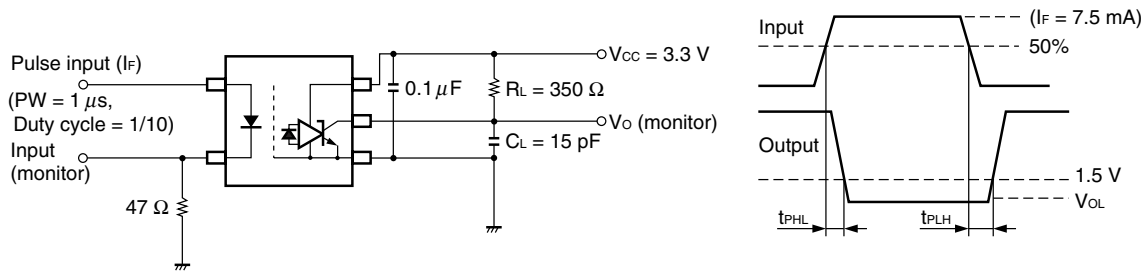 Pulse input (IF)
(PW = 1 μs,
Duty cycle = 1/10)
Input
(monitor)
47 Ω
0.1 μF
VCC = 3.3 V
RL = 350 Ω
VO (monitor)
CL = 15 pF
Input
(IF = 7.5 mA)
50%
Output
1.5 V
VOL
tPHL
tPLH